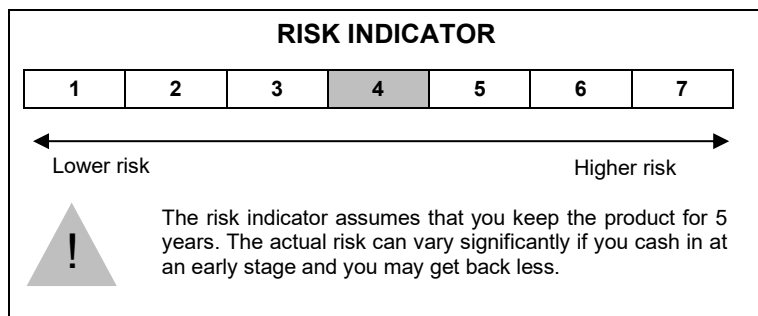 RISK INDICATOR
1 2 3 4 5 6 7
Lower risk Higher risk
!
The risk indicator assumes that you keep the product for 5
years. The actual risk can vary significantly if you cash in at
an early stage and you may get back less.